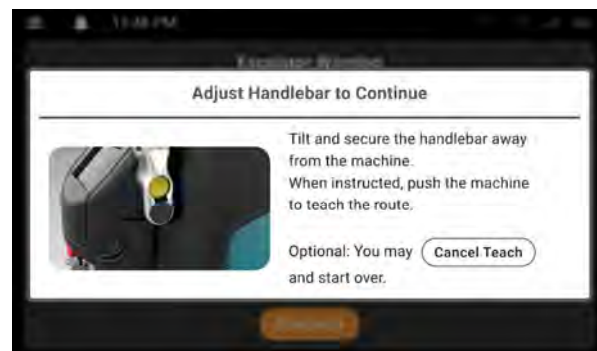 Adjust Handlebar to Continue
Tilt and secure the handlebar away
from the machine.
When instructed, push the machine
to teach the route.
Optional: You may Cancel Teach
and start over.